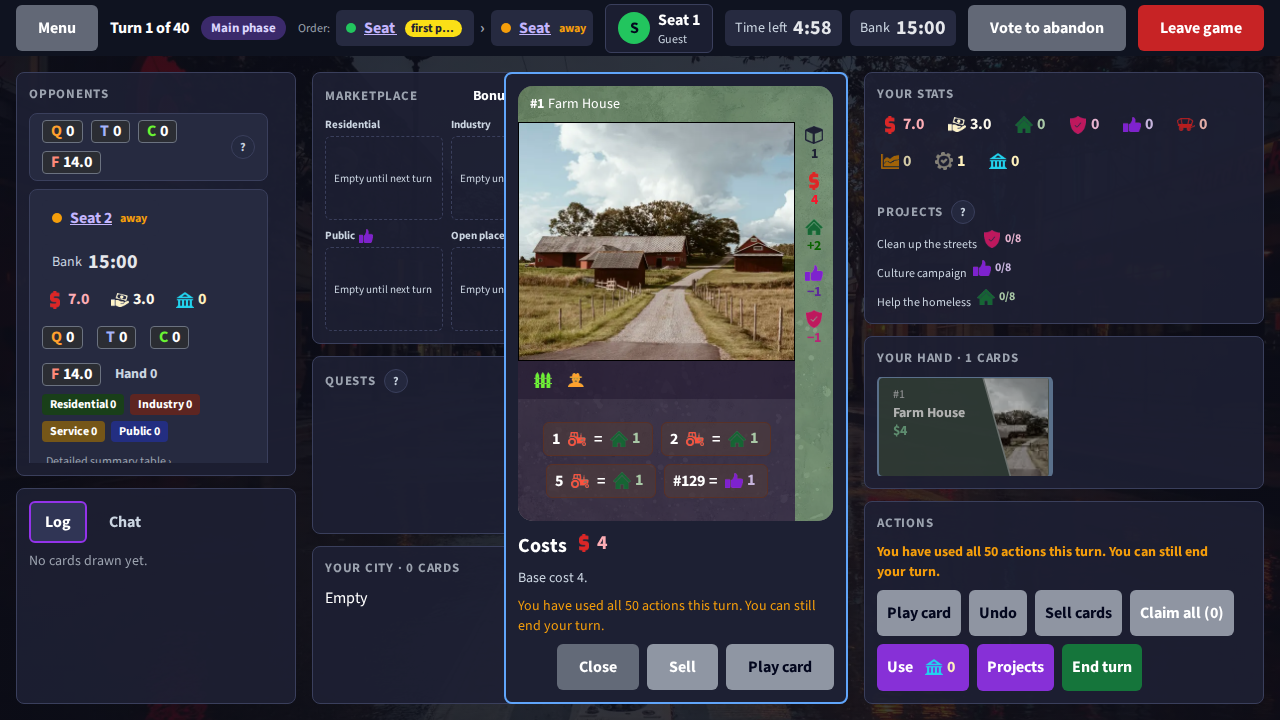 Menu
Turn 1 of 40
Main phase
Order:
Seat
first p...
›
Seat
away
S
Seat 1
Guest
Time left 4:58
Bank 15:00
Vote to abandon
Leave game
OPPONENTS
Q 0
T 0
C 0
F 14.0
?
Seat 2 away
Bank 15:00
7.0
3.0
0
Q 0
T 0
C 0
F 14.0
Hand 0
Residential 0
Industry 0
Service 0
Public 0
Detailed summary table ›
Log
Chat
No cards drawn yet.
MARKETPLACE
Bonu
Residential
Industry
Empty until next turn
Empty un
Public
Open place
Empty until next turn
Empty un
QUESTS ?
YOUR CITY · 0 CARDS
Empty
#1 Farm House
1
4
+2
−1
−1
1 = 1
2 = 1
5 = 1
#129 = 1
Costs $ 4
Base cost 4.
You have used all 50 actions this turn. You can still
end your turn.
Close
Sell
Play card
YOUR STATS
7.0
3.0
0
0
0
0
0
1
0
PROJECTS ?
Clean up the streets 0/8
Culture campaign 0/8
Help the homeless 0/8
YOUR HAND · 1 CARDS
#1
Farm House
$4
ACTIONS
You have used all 50 actions this turn. You can still end
your turn.
Play card
Undo
Sell cards
Claim all (0)
Use 0
Projects
End turn